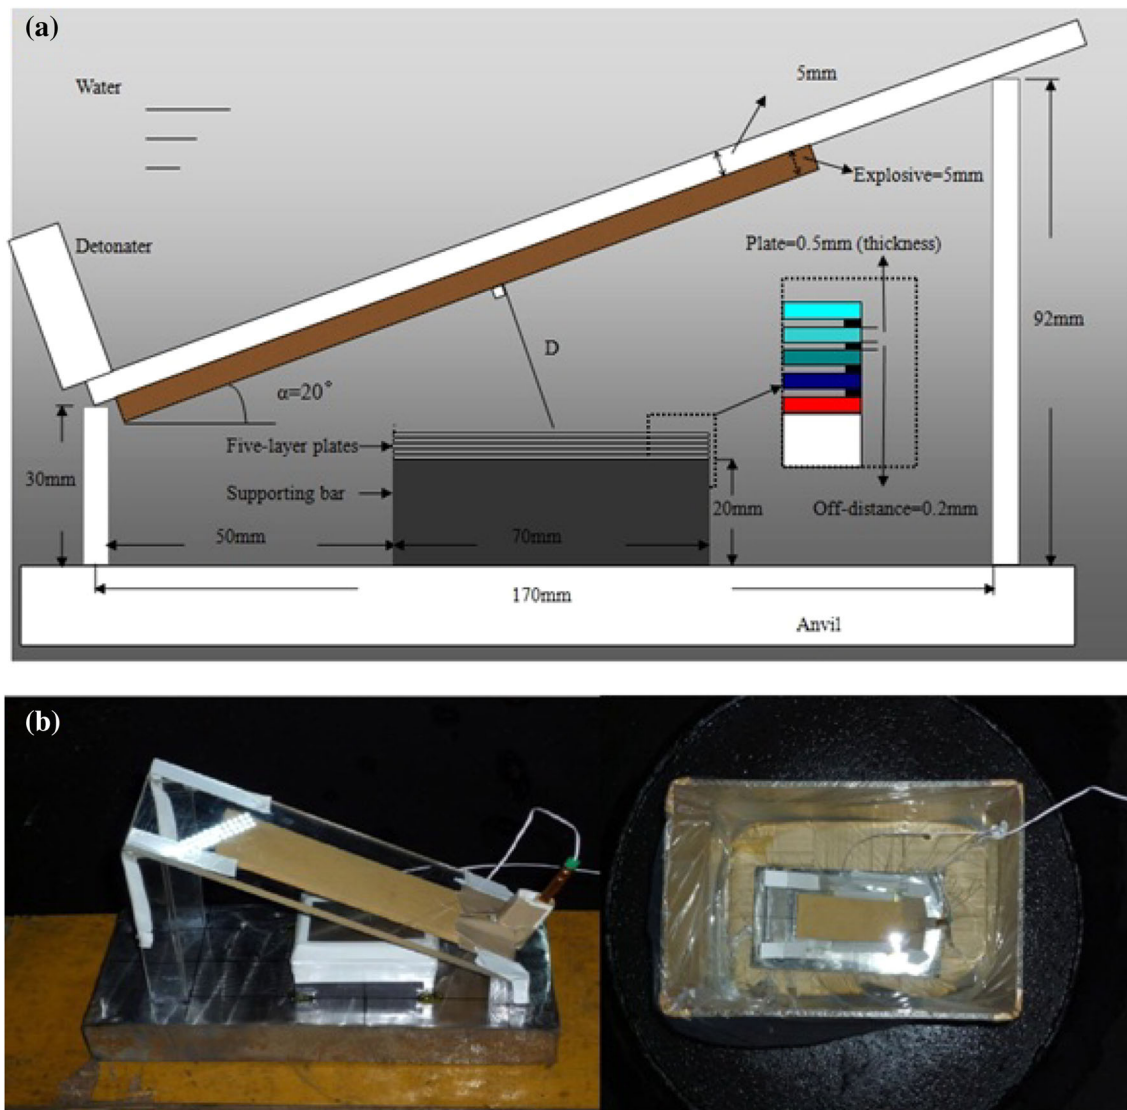 (a)
Water
5mm
Explosive=5mm
Detonater
Plate=0.5mm (thickness)
92mm
D
α=20°
Five-layer plates
30mm
Supporting bar
20mm
Off-distance=0.2mm
50mm
70mm
170mm
Anvil
(b)